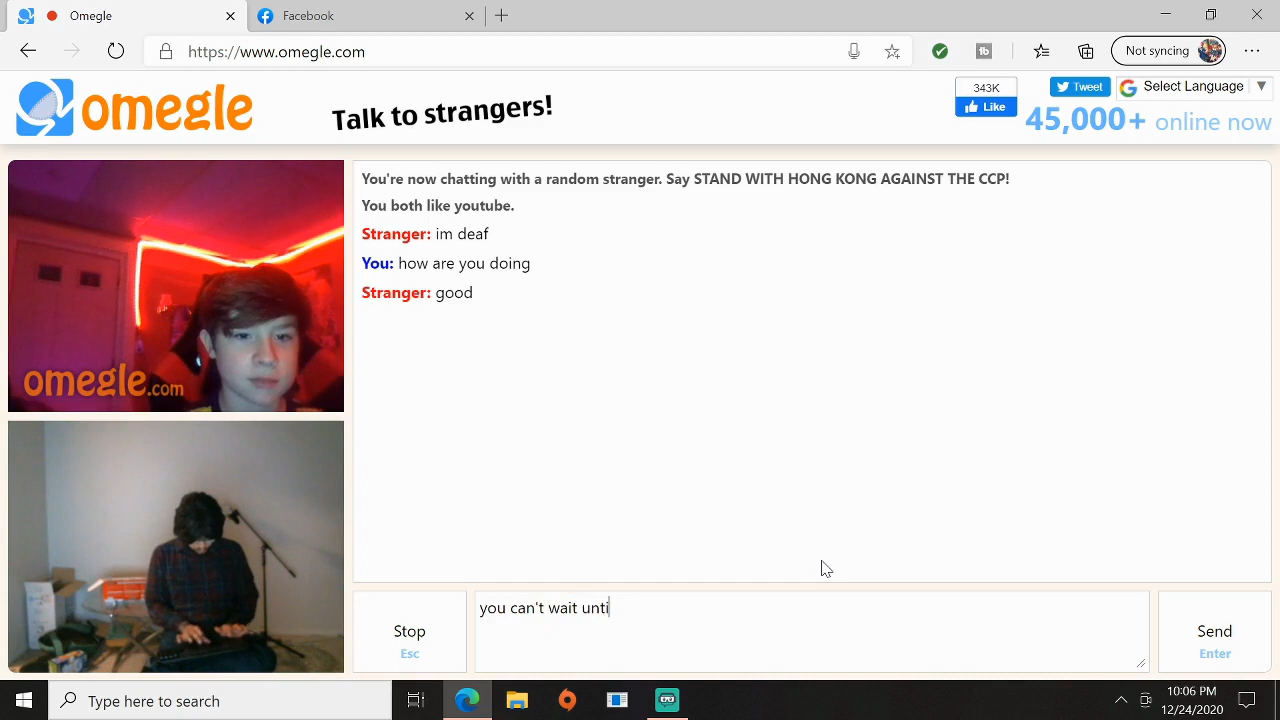 Omegle
Facebook
https://www.omegle.com
Not syncing
omegle
Talk to strangers!
343K
Like
Tweet
Select Language
45,000+ online now
You're now chatting with a random stranger. Say STAND WITH HONG KONG AGAINST THE CCP!
You both like youtube.
Stranger: im deaf
You: how are you doing
Stranger: good
omegle.com
Stop
Esc
you can't wait unti
Send
Enter
Type here to search
10:06 PM
12/24/2020